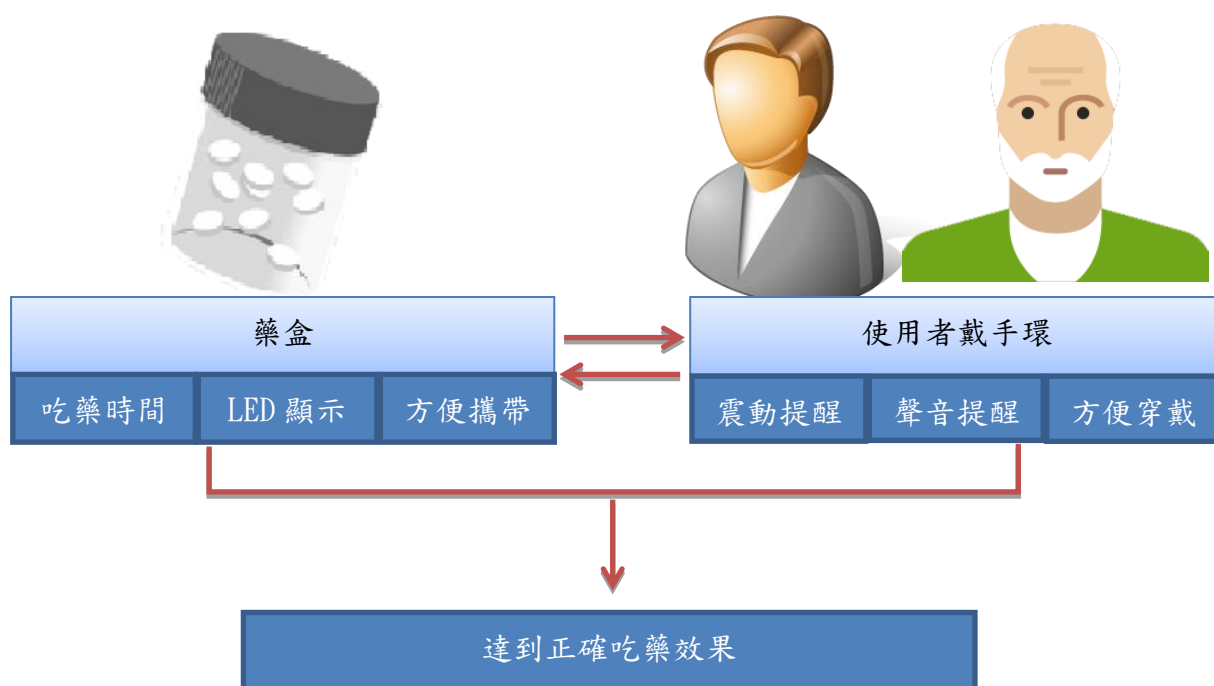 藥盒
使用者戴手環
吃藥時間
LED 顯示
方便攜帶
震動提醒
聲音提醒
方便穿戴
達到正確吃藥效果